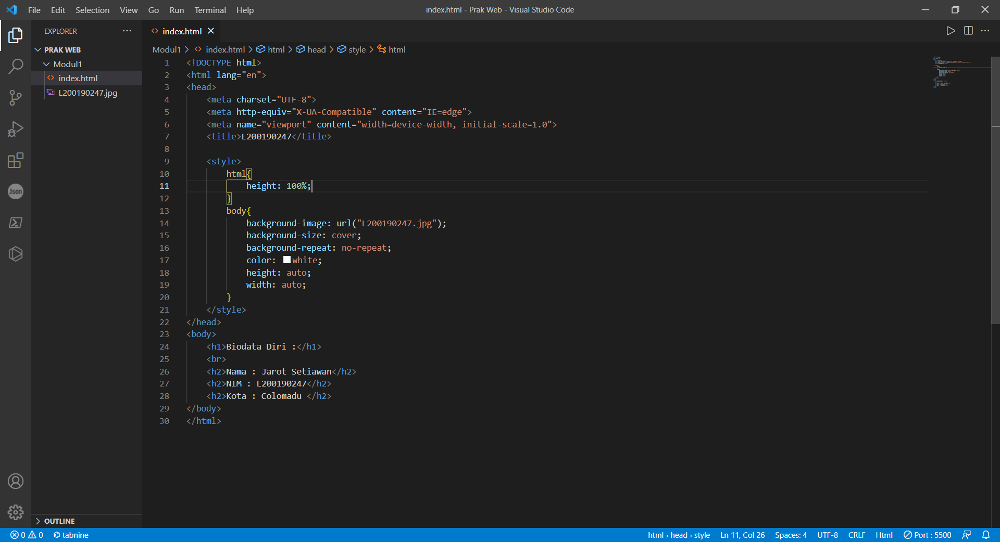 File Edit Selection View Go Run Terminal Help
index.html - Prak Web - Visual Studio Code
EXPLORER
PRAK WEB
Modul1
index.html
L200190247.jpg
OUTLINE
index.html
Modul1 > index.html > html > head > style > html
1 <!DOCTYPE html>
2 <html lang="en">
3 <head>
4 <meta charset="UTF-8">
5 <meta http-equiv="X-UA-Compatible" content="IE=edge">
6 <meta name="viewport" content="width=device-width, initial-scale=1.0">
7 <title>L200190247</title>
8
9 <style>
10 html{
11 height: 100%;
12 }
13 body{
14 background-image: url("L200190247.jpg");
15 background-size: cover;
16 background-repeat: no-repeat;
17 color: white;
18 height: auto;
19 width: auto;
20 }
21 </style>
22 </head>
23 <body>
24 <h1>Biodata Diri :</h1>
25 <br>
26 <h2>Nama : Jarot Setiawan</h2>
27 <h2>NIM : L200190247</h2>
28 <h2>Kota : Colomadu </h2>
29 </body>
30 </html>
Json
0 0 tabnine
html › head › style Ln 11, Col 26 Spaces: 4 UTF-8 CRLF Html Port : 5500